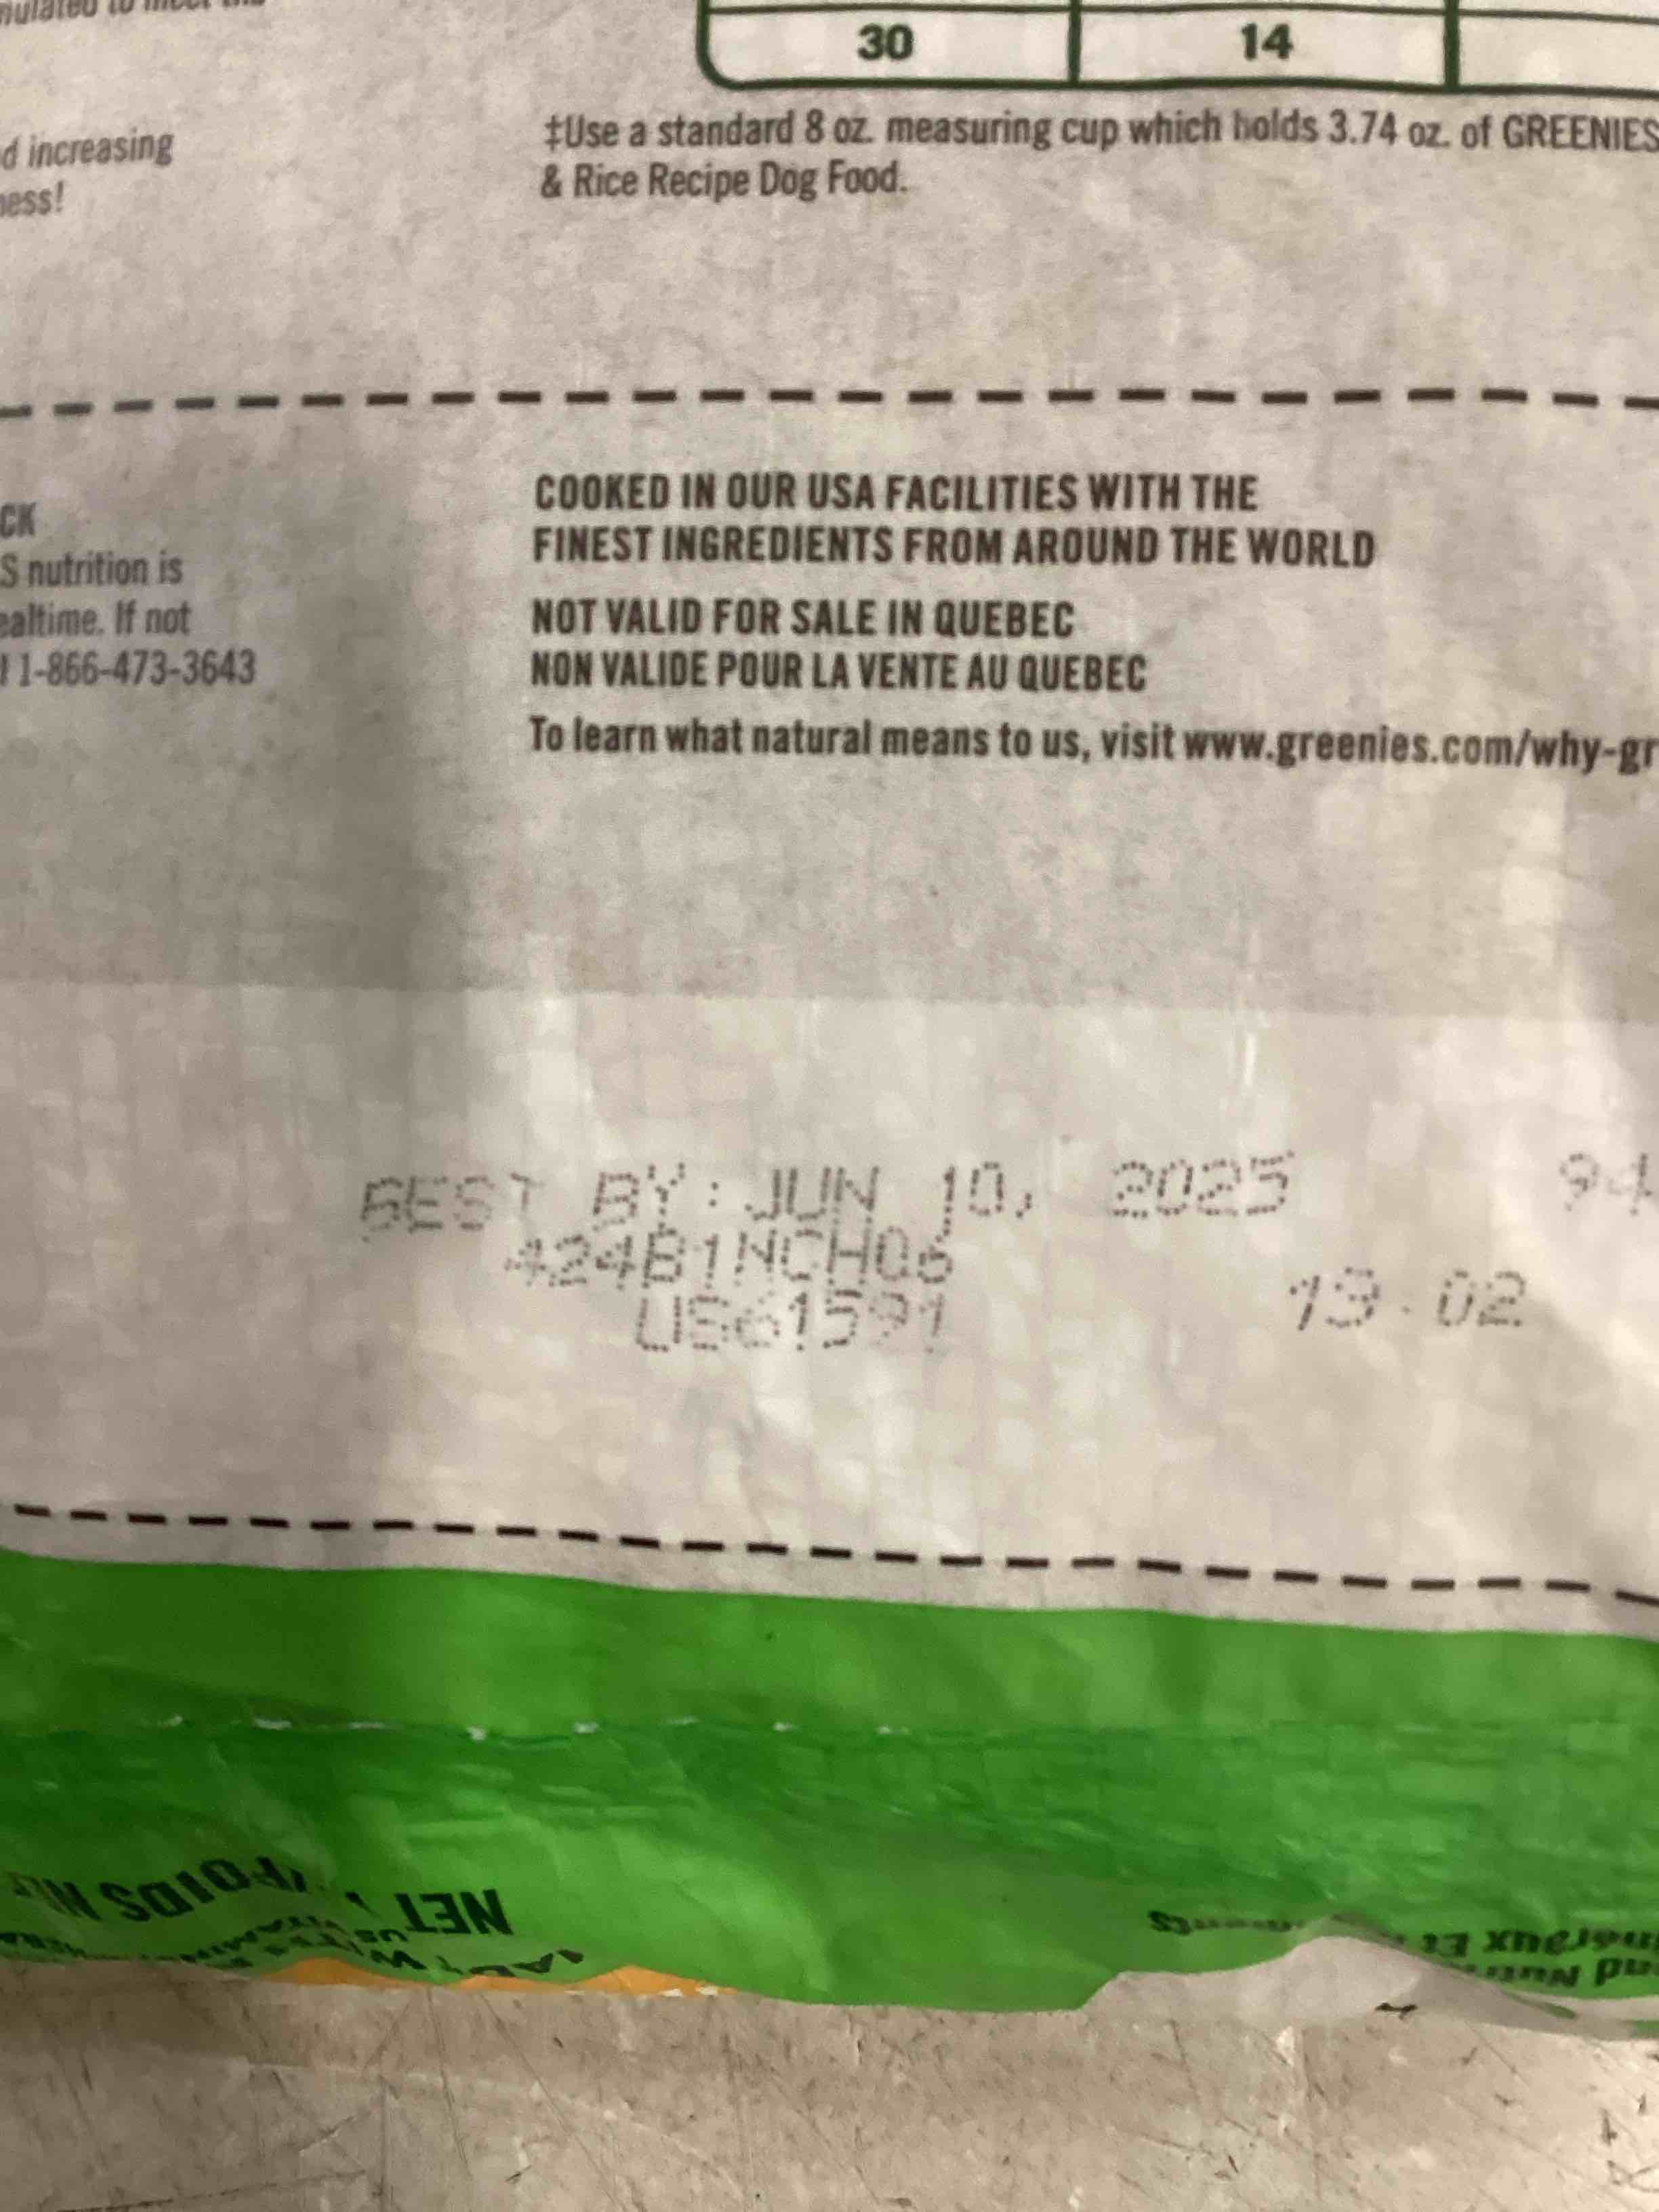 30 14
d increasing
ness!
‡Use a standard 8 oz. measuring cup which holds 3.74 oz. of GREENIES
& Rice Recipe Dog Food.
CK
S nutrition is
ealtime. If not
1-866-473-3643
COOKED IN OUR USA FACILITIES WITH THE
FINEST INGREDIENTS FROM AROUND THE WORLD
NOT VALID FOR SALE IN QUEBEC
NON VALIDE POUR LA VENTE AU QUEBEC
To learn what natural means to us, visit www.greenies.com/why-gr
BEST BY: JUN 10, 2025 94
424B1NCH06
US61591 13:02
NET